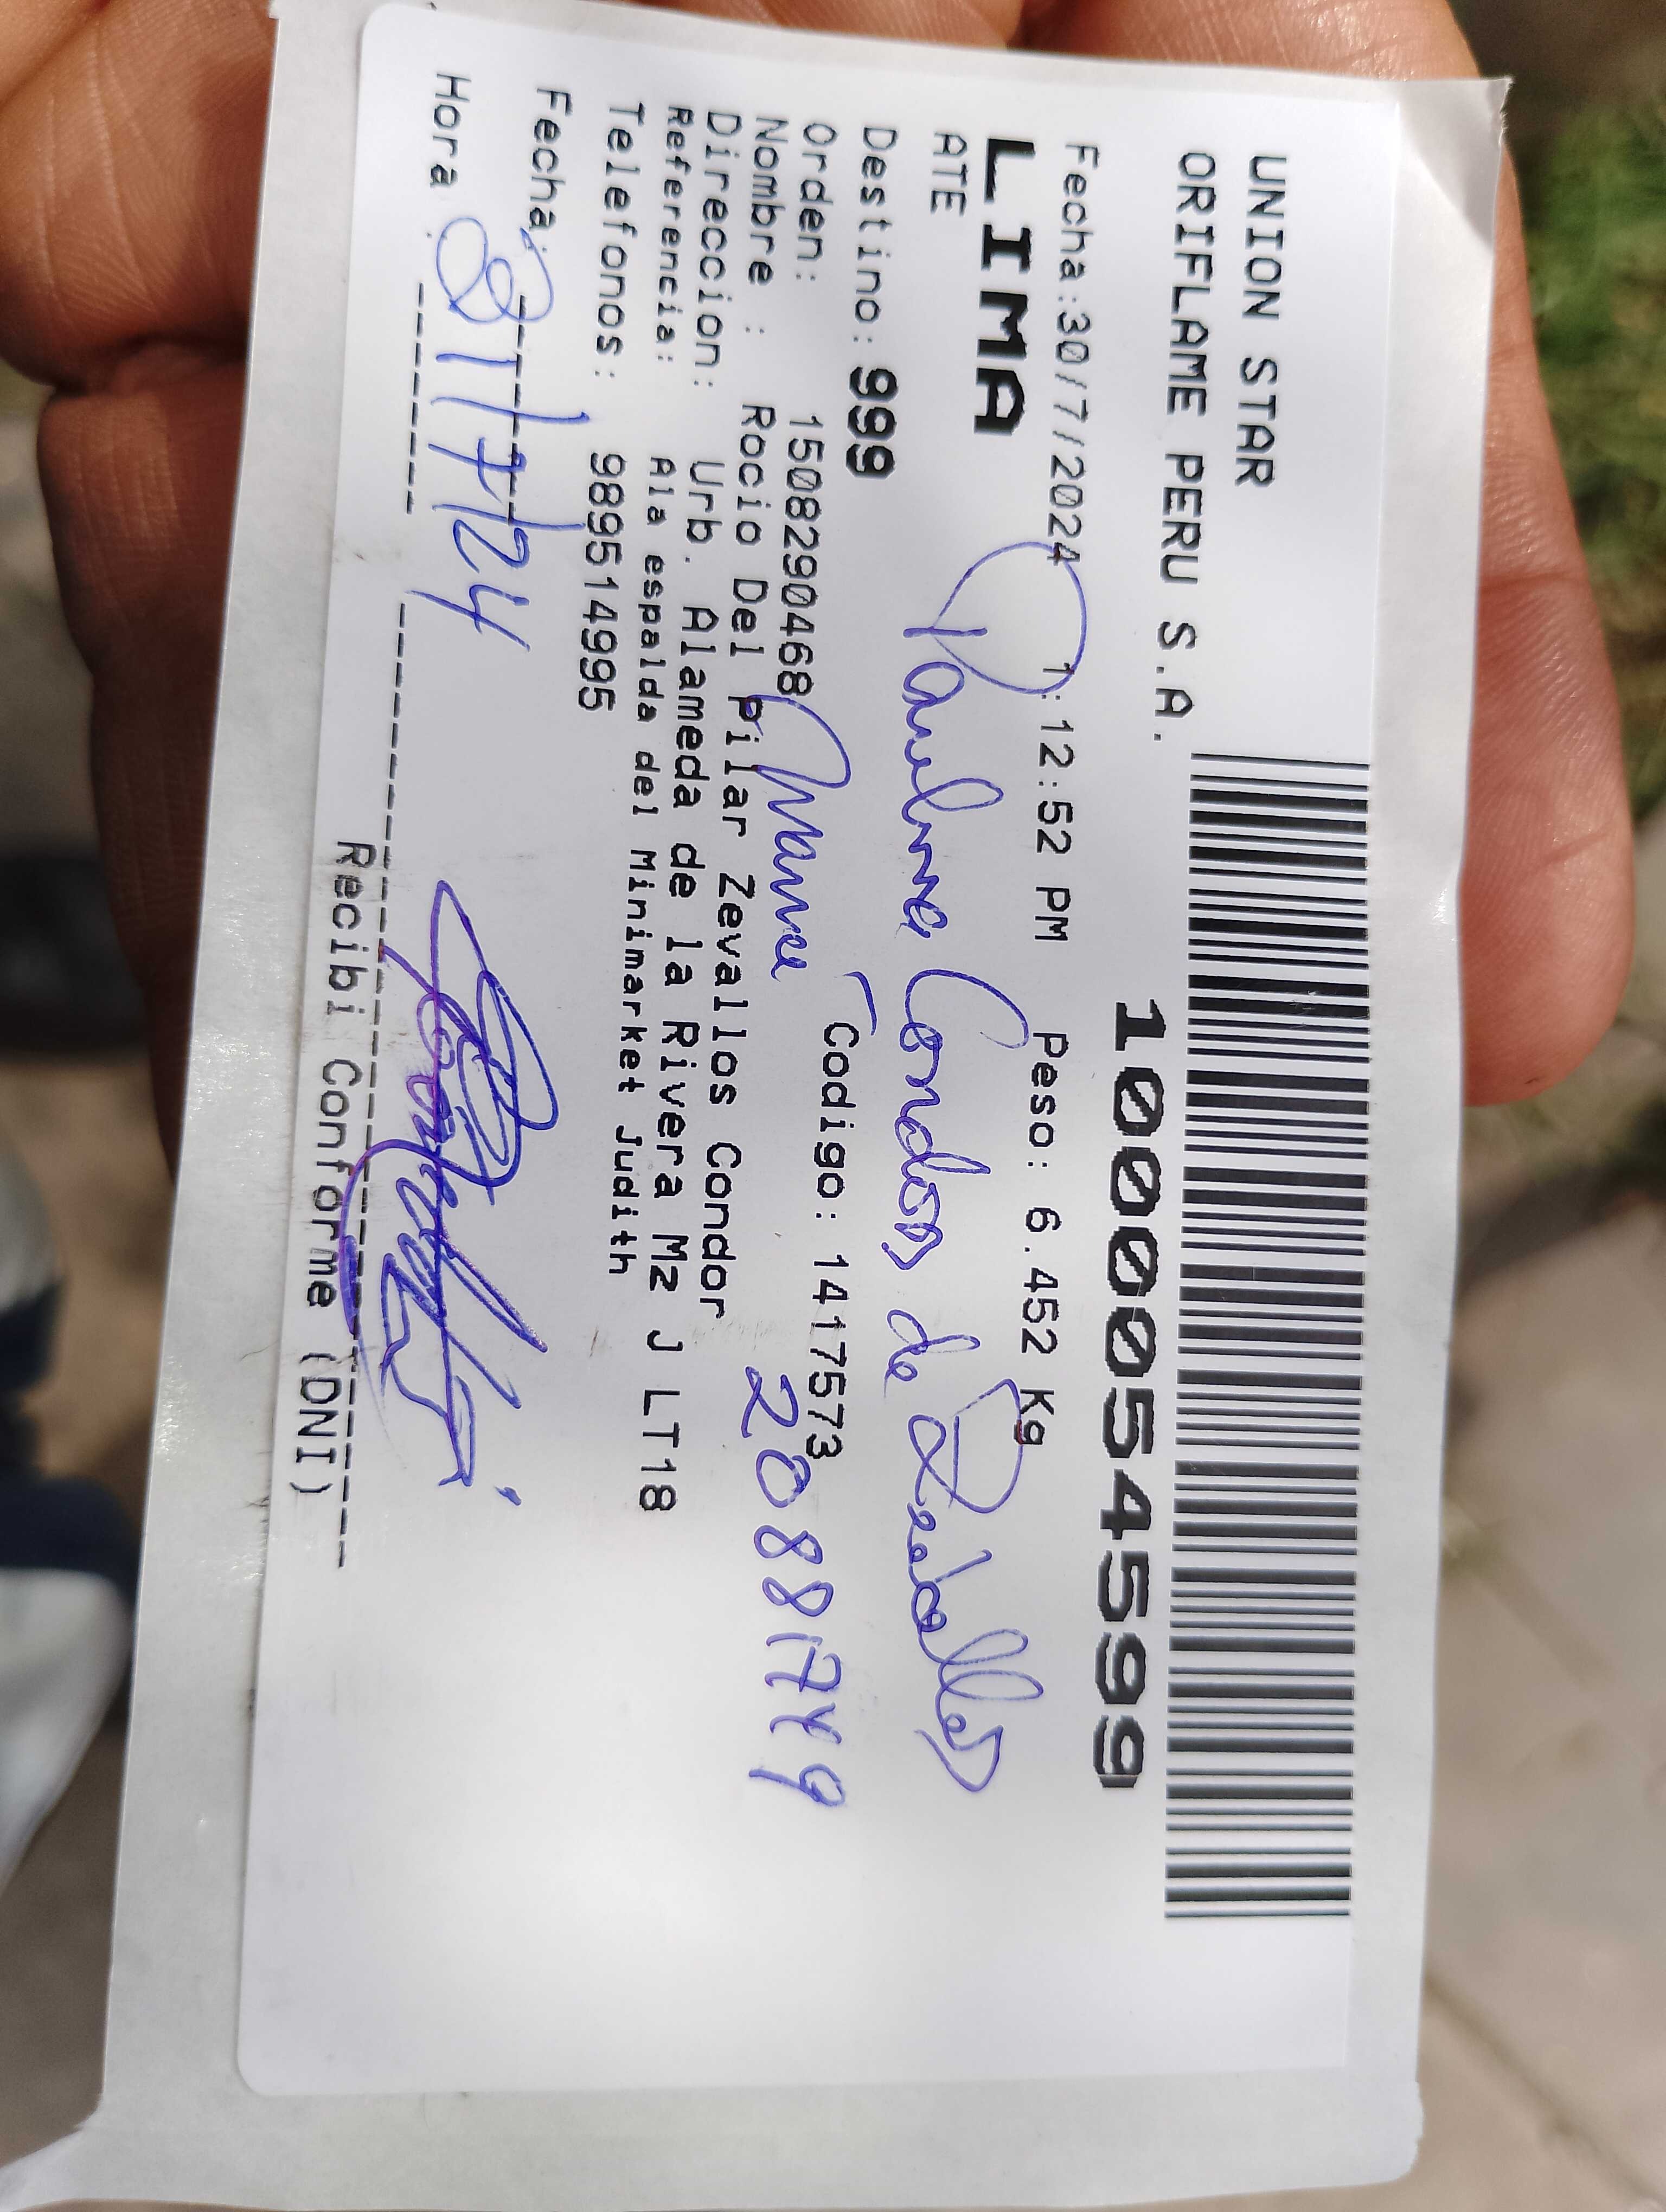 UNION STAR
ORIFLAME PERU S.A.
1000054599
Fecha:30/7/2024 1:12:52 PM Peso: 6.452 Kg
LIMA
ATE
Paulina Condor de Zeballos
Destino: 999
Orden: 1508290468 Codigo: 1417573
Mama 20881749
Nombre : Rocio Del Pilar Zevallos Condor
Direccion: Urb. Alameda de la Rivera Mz J LT18
Referencia: Ala espalda del Minimarket Judith
Telefonos: 989514995
Fecha:
31/7/24
Hora :
Recibi Conforme (DNI)